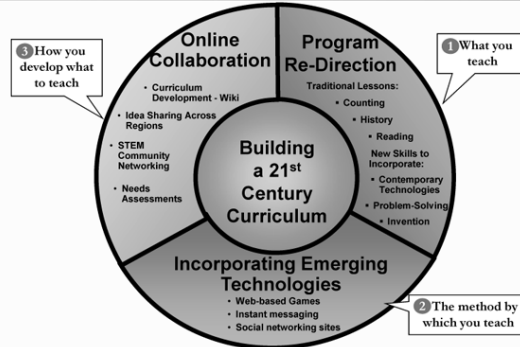 Building
a 21st
Century
Curriculum
1 What you
teach
Program
Re-Direction
Traditional Lessons:
▪ Counting
▪ History
▪ Reading
New Skills to
Incorporate:
▪ Contemporary
Technologies
▪ Problem-Solving
▪ Invention
2 The method by
which you teach
Incorporating Emerging
Technologies
▪ Web-based Games
▪ Instant messaging
▪ Social networking sites
3 How you
develop what
to teach
Online
Collaboration
• Curriculum
Development - Wiki
• Idea Sharing Across
Regions
• STEM
Community
Networking
• Needs
Assessments